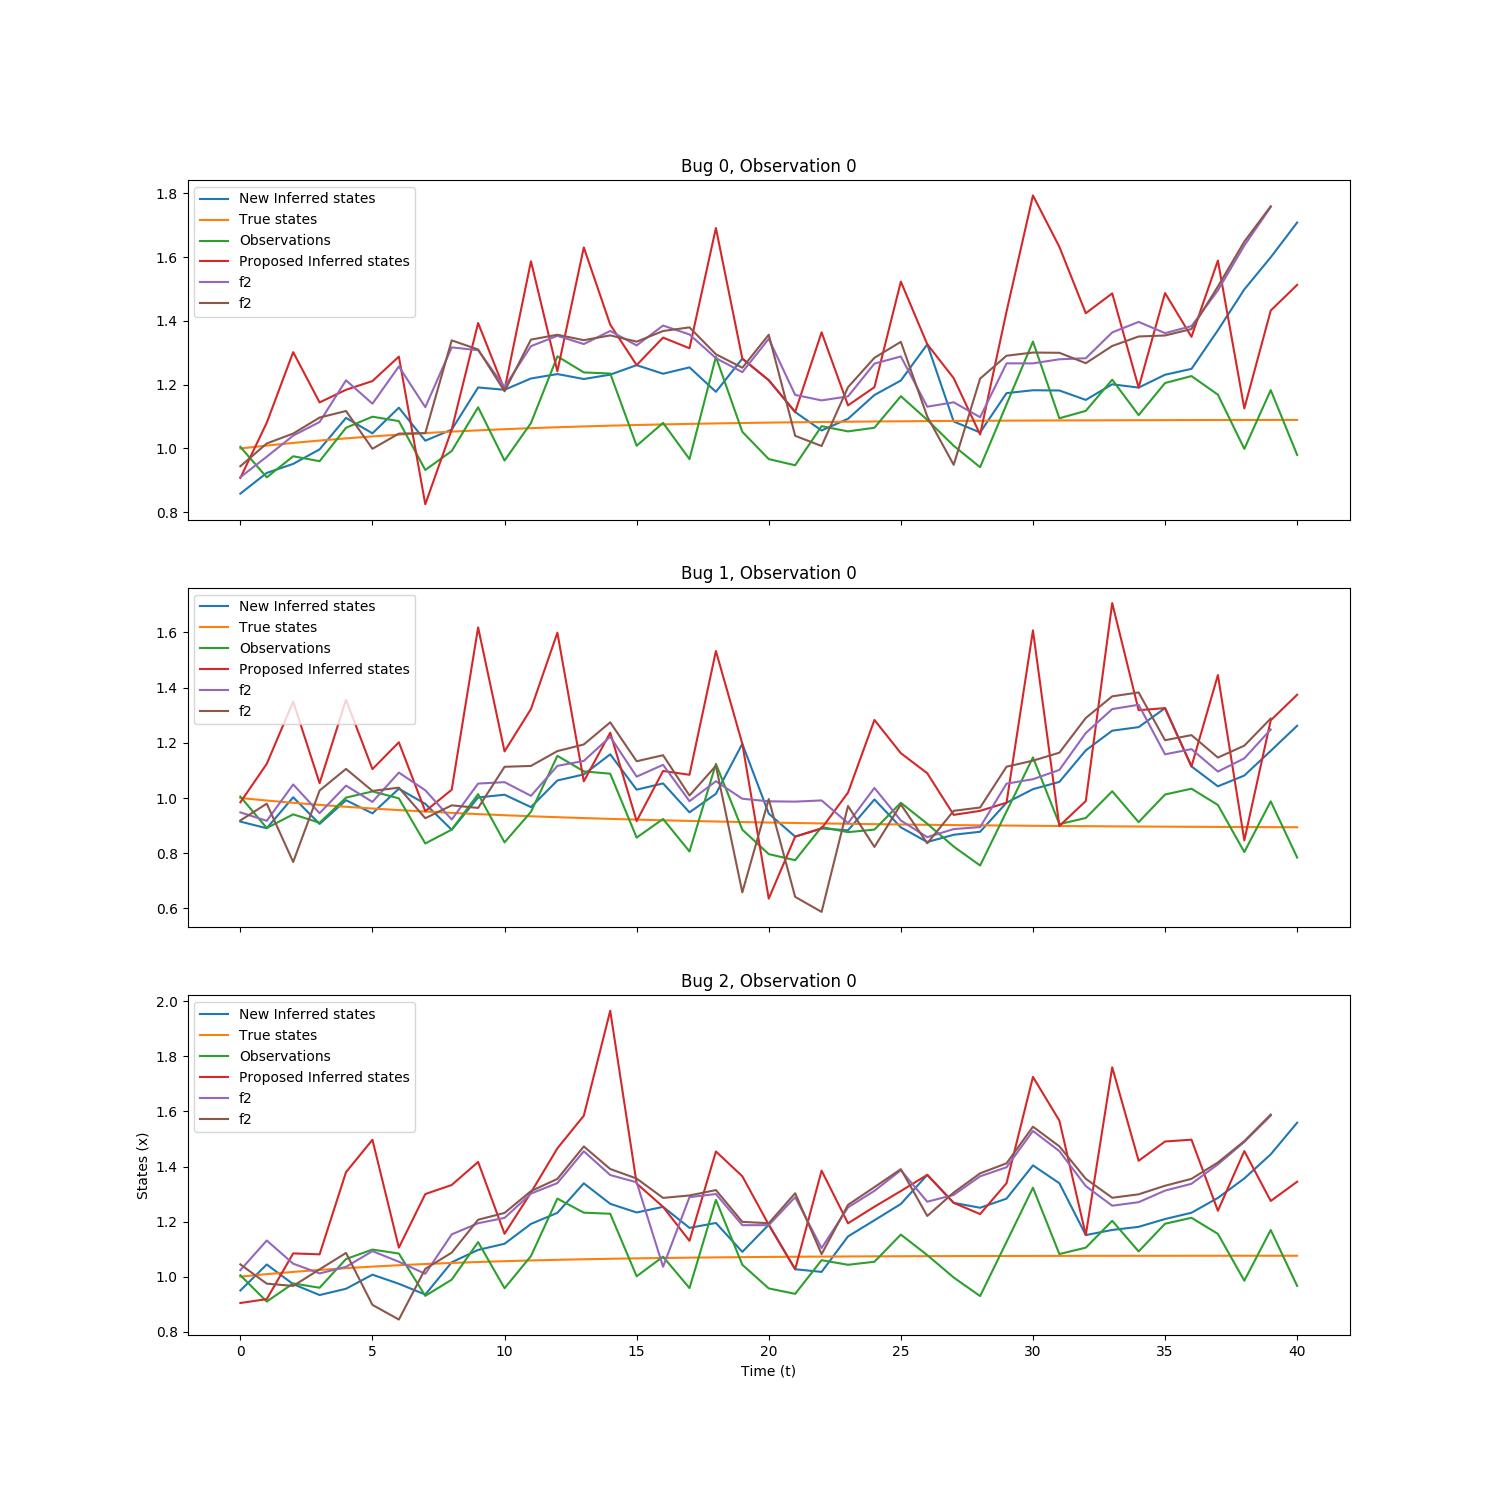 Bug 0, Observation 0
1.8
1.6
1.4
1.2
1.0
0.8
New Inferred states
True states
Observations
Proposed Inferred states
f2
f2
Bug 1, Observation 0
1.6
1.4
1.2
1.0
0.8
0.6
New Inferred states
True states
Observations
Proposed Inferred states
f2
f2
Bug 2, Observation 0
States (x)
2.0
1.8
1.6
1.4
1.2
1.0
0.8
New Inferred states
True states
Observations
Proposed Inferred states
f2
f2
0 5 10 15 20 25 30 35 40
Time (t)